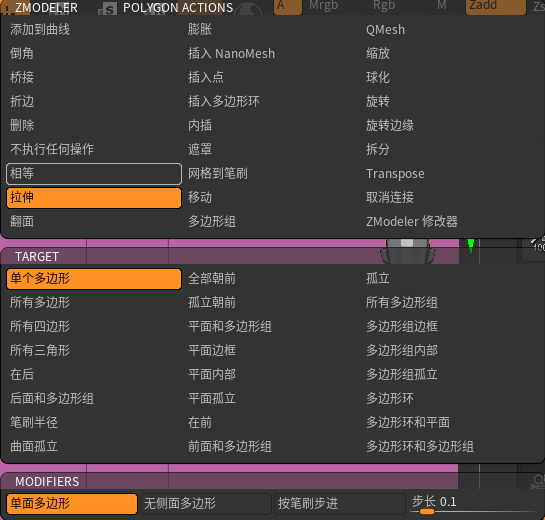 ZMODELER POLYGON ACTIONS A Mrgb Rgb M Zadd Zs
添加到曲线 膨胀 QMesh
倒角 插入 NanoMesh 缩放
桥接 插入点 球化
折边 插入多边形环 旋转
删除 内插 旋转边缘
不执行任何操作 遮罩 拆分
相等 网格到笔刷 Transpose
拉伸 移动 取消连接
翻面 多边形组 ZModeler 修改器
TARGET
单个多边形 全部朝前 孤立
所有多边形 孤立朝前 所有多边形组
所有四边形 平面和多边形组 多边形组边框
所有三角形 平面边框 多边形组内部
在后 平面内部 多边形组孤立
后面和多边形组 平面孤立 多边形环
笔刷半径 在前 多边形环和平面
曲面孤立 前面和多边形组 多边形环和多边形组
MODIFIERS
单面多边形 无侧面多边形 按笔刷步进 步长 0.1